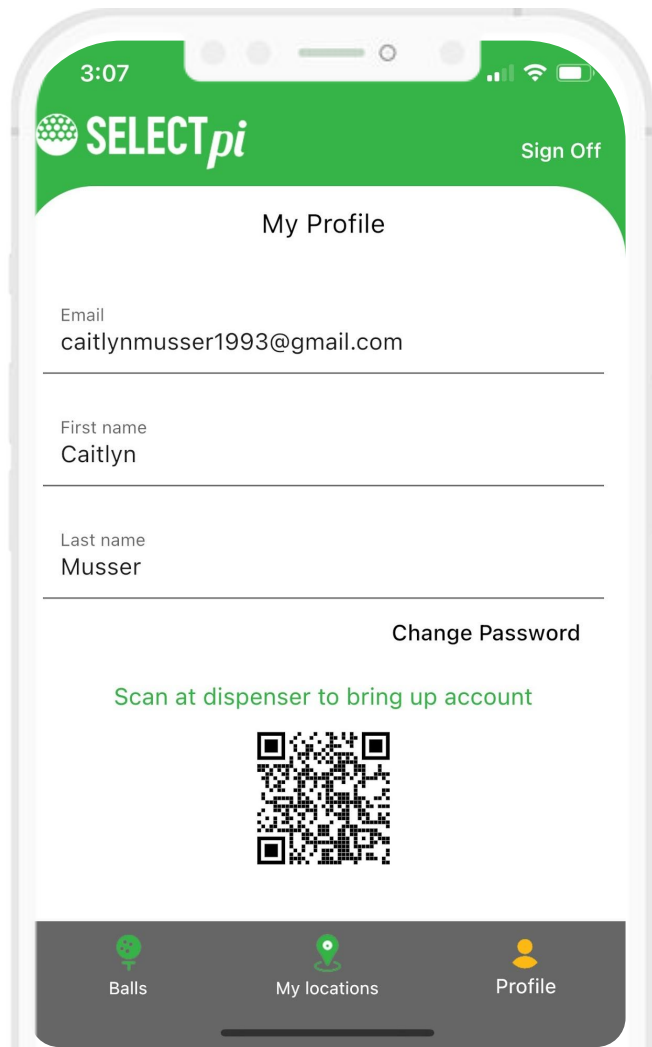 3:07
SELECTpi
Sign Off
My Profile
Email
caitlynmusser1993@gmail.com
First name
Caitlyn
Last name
Musser
Change Password
Scan at dispenser to bring up account
Balls
My locations
Profile